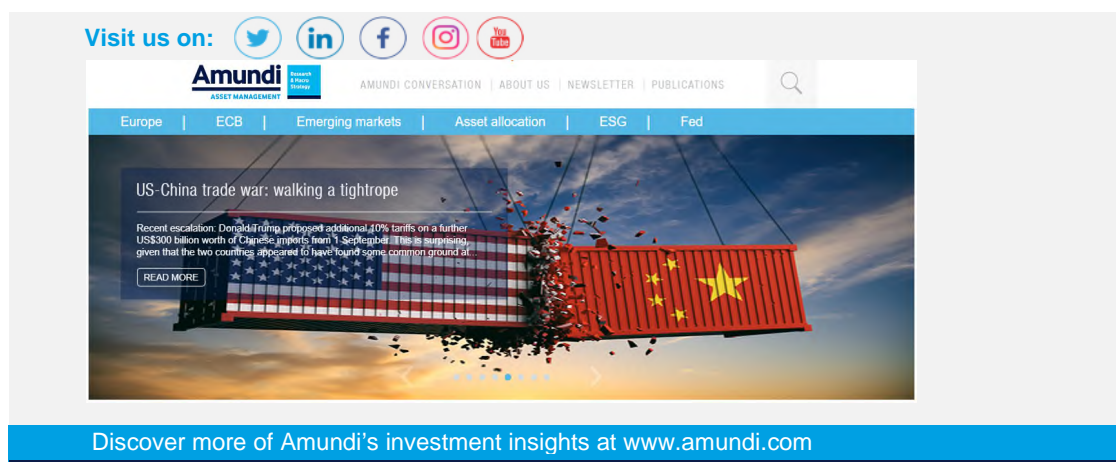 Visit us on:
You
Tube
Amundi
ASSET MANAGEMENT
Research
& Macro
Strategy
AMUNDI CONVERSATION | ABOUT US | NEWSLETTER | PUBLICATIONS
Europe | ECB | Emerging markets | Asset allocation | ESG | Fed
US-China trade war: walking a tightrope
Recent escalation: Donald Trump proposed additional 10% tariffs on a further
US$300 billion worth of Chinese imports from 1 September. This is surprising,
given that the two countries appeared to have found some common ground at...
READ MORE
Discover more of Amundi's investment insights at www.amundi.com